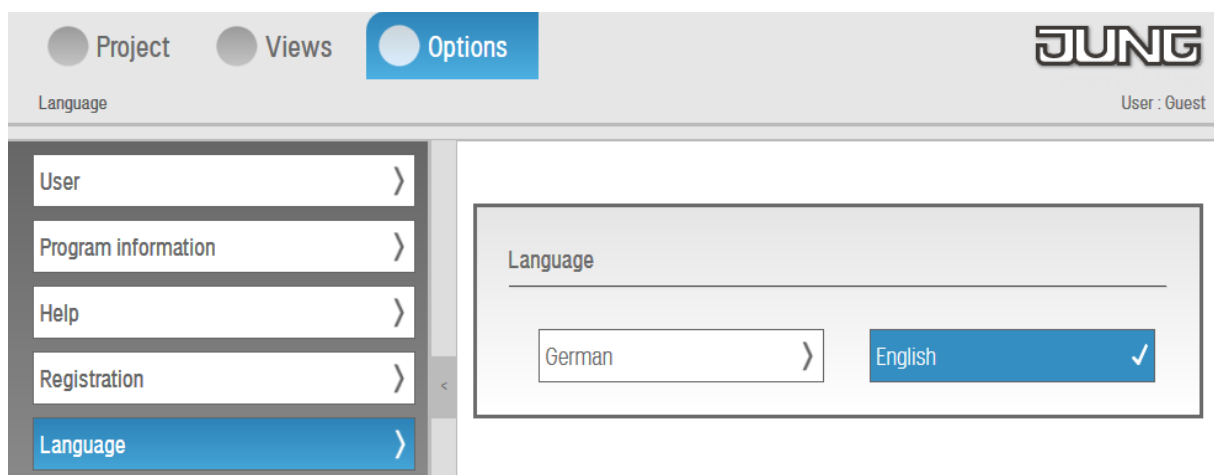 Project Views Options JUNG
Language User : Guest
User
Program information
Help
Registration
Language
<
Language
German English